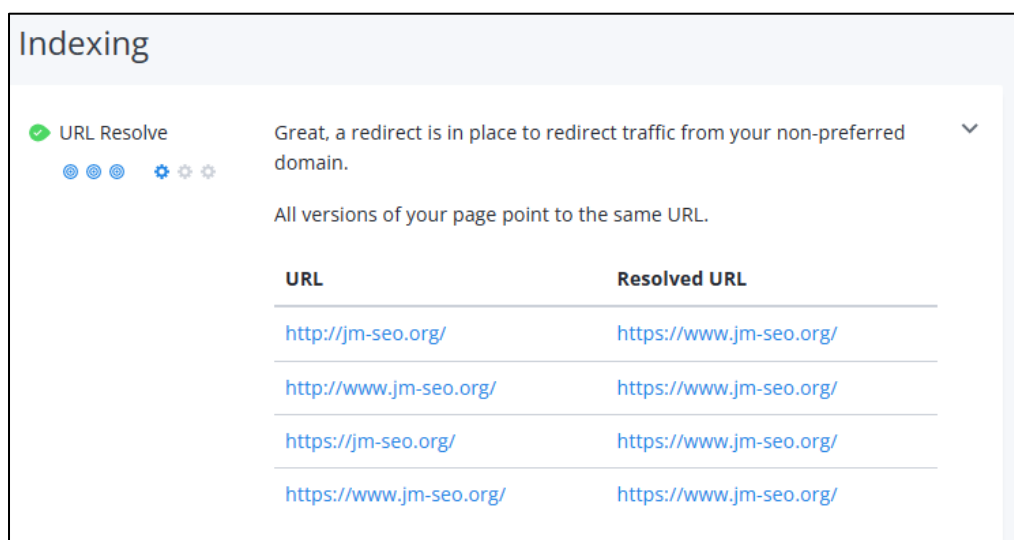 Indexing
URL Resolve
Great, a redirect is in place to redirect traffic from your non-preferred
domain.
All versions of your page point to the same URL.
URL Resolved URL
http://jm-seo.org/ https://www.jm-seo.org/
http://www.jm-seo.org/ https://www.jm-seo.org/
https://jm-seo.org/ https://www.jm-seo.org/
https://www.jm-seo.org/ https://www.jm-seo.org/